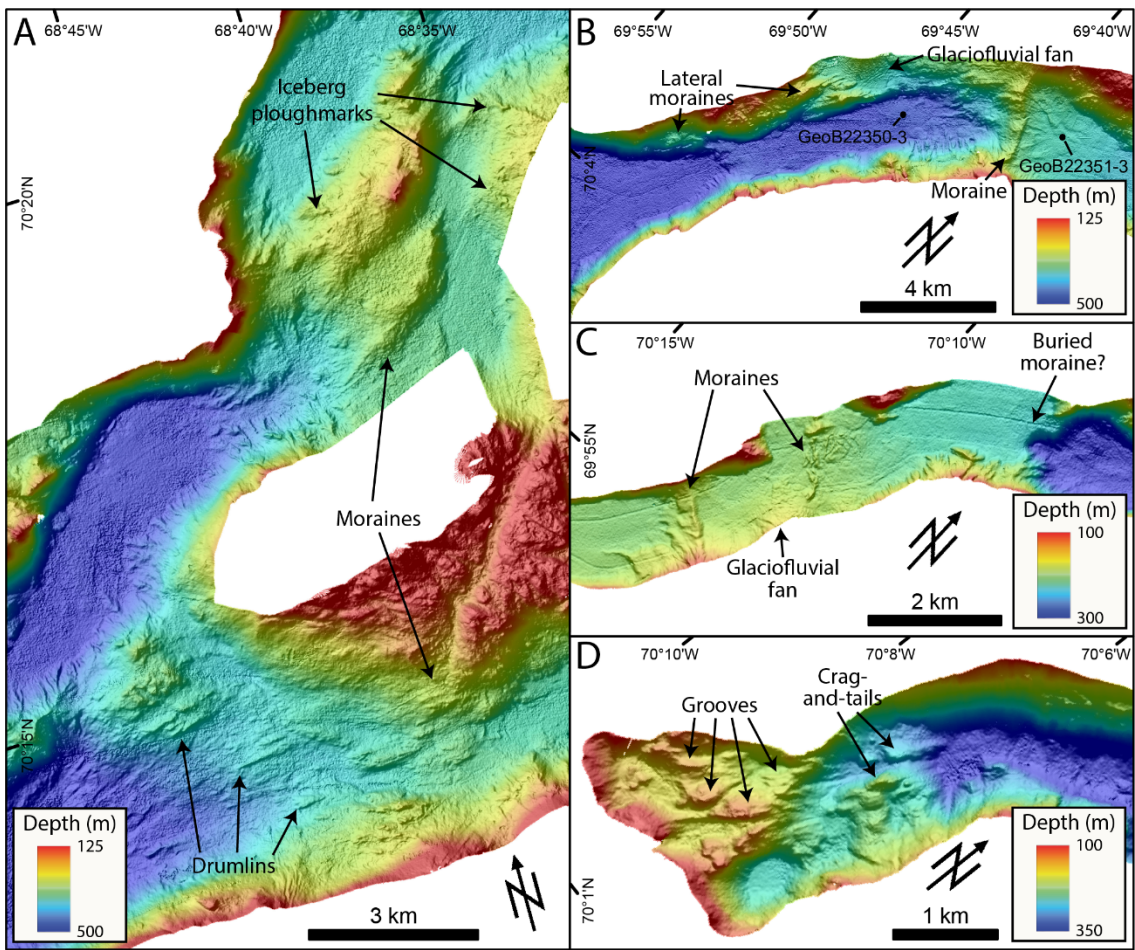 A
68°45'W
68°40'W
68°35'W
Iceberg
ploughmarks
70°20'N
Moraines
70°15'N
Drumlins
Depth (m)
125
500
3 km
N
B
69°55'W
69°50'W
69°45'W
69°40'W
Glaciofluvial fan
Lateral
moraines
GeoB22350-3
GeoB22351-3
70°4'N
Moraine
Depth (m)
125
500
N
4 km
C
70°15'W
70°10'W
Buried
moraine?
Moraines
69°55'N
Glaciofluvial
fan
Depth (m)
100
300
N
2 km
D
70°10'W
70°8'W
70°6'W
Crag-
and-tails
Grooves
70°1'N
Depth (m)
100
350
N
1 km